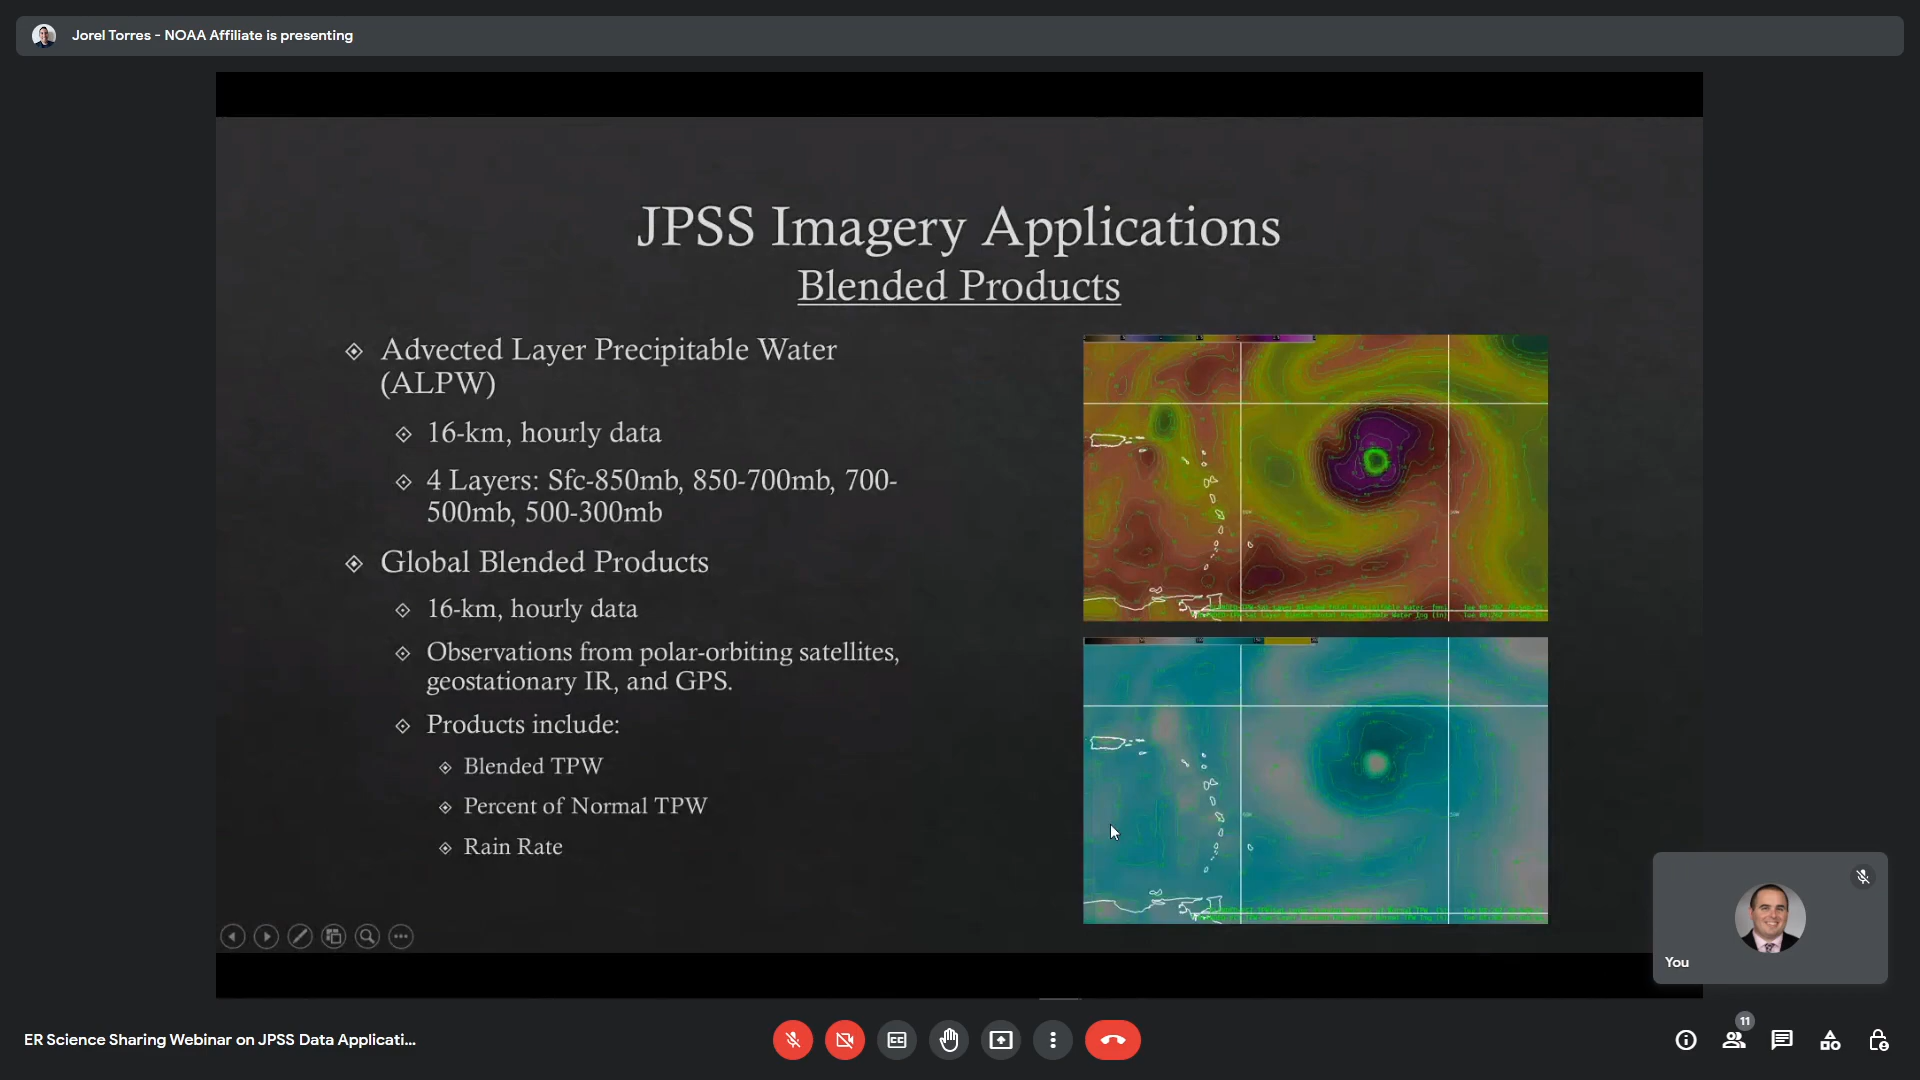 Jorel Torres - NOAA Affiliate is presenting
JPSS Imagery Applications
Blended Products
Advected Layer Precipitable Water
(ALPW)
16-km, hourly data
4 Layers: Sfc-850mb, 850-700mb, 700-
500mb, 500-300mb
Global Blended Products
16-km, hourly data
Observations from polar-orbiting satellites,
geostationary IR, and GPS.
Products include:
Blended TPW
Percent of Normal TPW
Rain Rate
You
ER Science Sharing Webinar on JPSS Data Applicati...
11